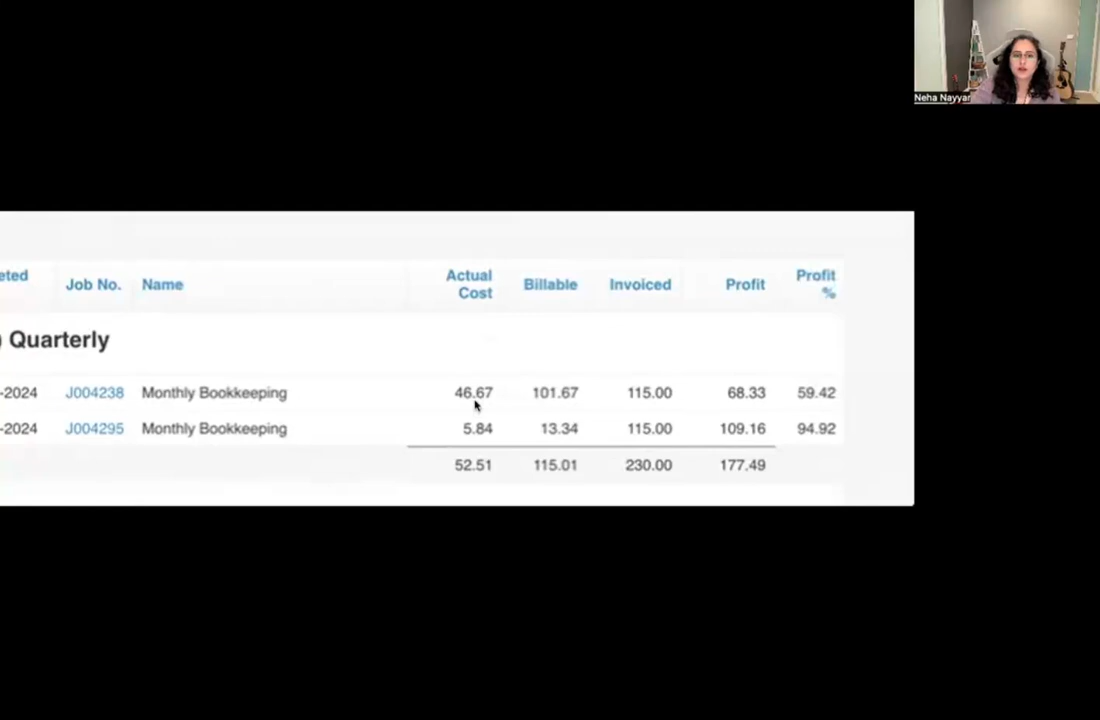 Neha Nayyar
eted Job No. Name Actual Cost Billable Invoiced Profit Profit %
Quarterly
-2024 J004238 Monthly Bookkeeping 46.67 101.67 115.00 68.33 59.42
-2024 J004295 Monthly Bookkeeping 5.84 13.34 115.00 109.16 94.92
52.51 115.01 230.00 177.49